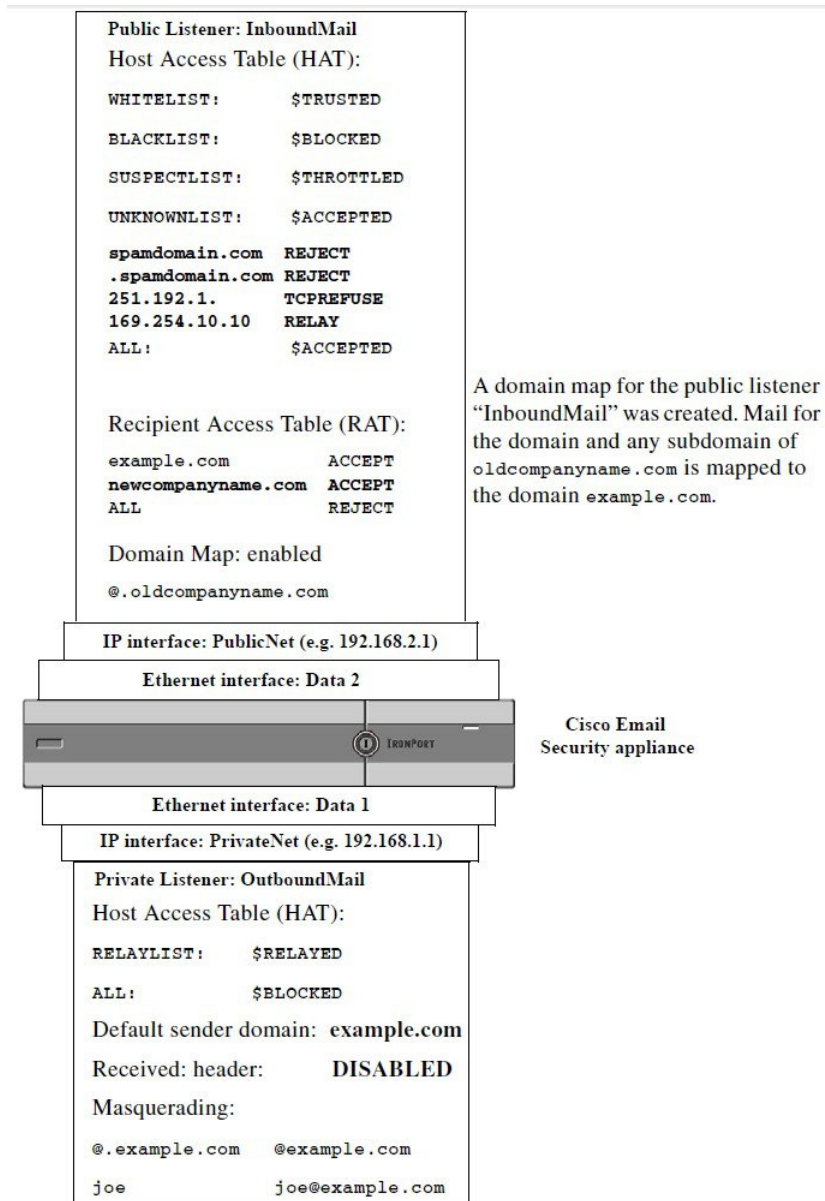 Public Listener: InboundMail
Host Access Table (HAT):
WHITELIST: $TRUSTED
BLACKLIST: $BLOCKED
SUSPECTLIST: $THROTTLED
UNKNOWNLIST: $ACCEPTED
spamdomain.com REJECT
.spamdomain.com REJECT
251.192.1. TCPREFUSE
169.254.10.10 RELAY
ALL: $ACCEPTED
Recipient Access Table (RAT):
example.com ACCEPT
newcompanyname.com ACCEPT
ALL REJECT
Domain Map: enabled
@.oldcompanyname.com
A domain map for the public listener
“InboundMail” was created. Mail for
the domain and any subdomain of
oldcompanyname.com is mapped to
the domain example.com.
IP interface: PublicNet (e.g. 192.168.2.1)
Ethernet interface: Data 2
IRONPORT
Cisco Email
Security appliance
Ethernet interface: Data 1
IP interface: PrivateNet (e.g. 192.168.1.1)
Private Listener: OutboundMail
Host Access Table (HAT):
RELAYLIST: $RELAYED
ALL: $BLOCKED
Default sender domain: example.com
Received: header: DISABLED
Masquerading:
@.example.com @example.com
joe joe@example.com